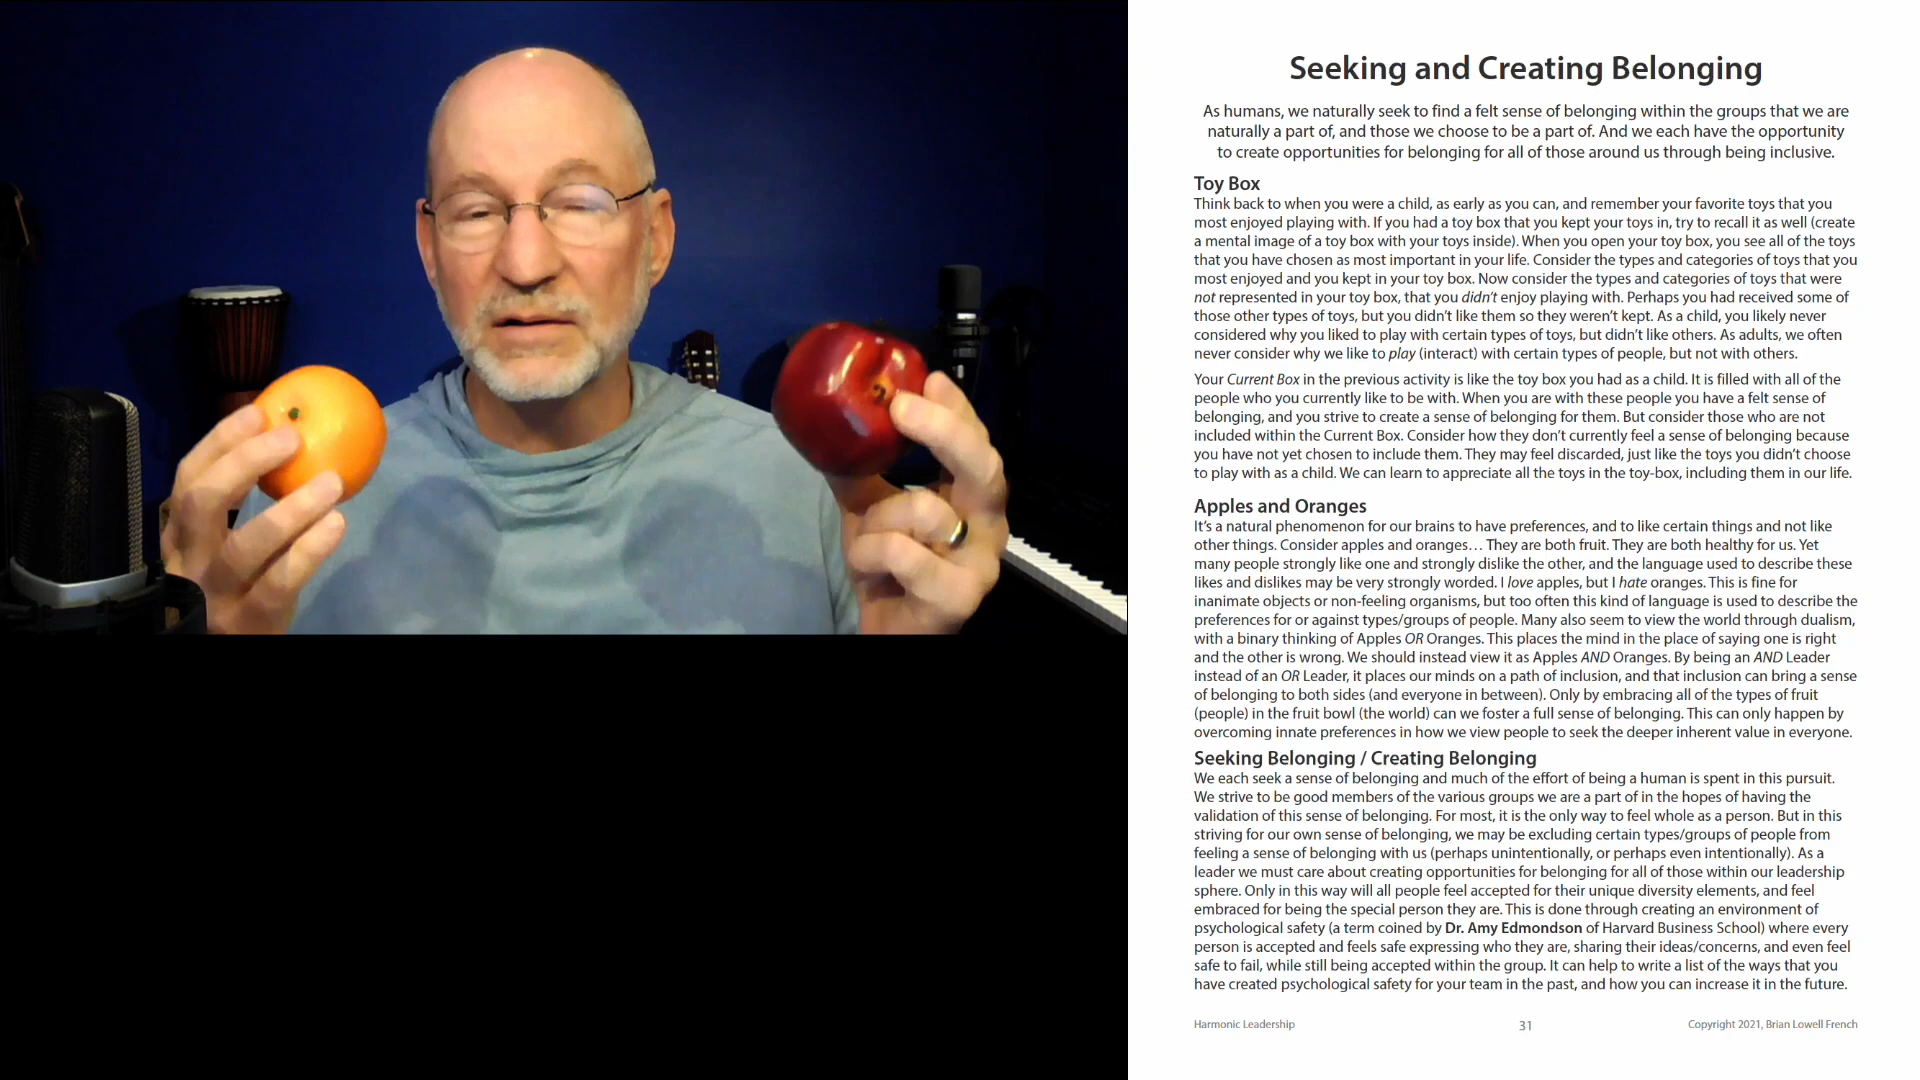 Seeking and Creating Belonging
As humans, we naturally seek to find a felt sense of belonging within the groups that we are
naturally a part of, and those we choose to be a part of. And we each have the opportunity
to create opportunities for belonging for all of those around us through being inclusive.
Toy Box
Think back to when you were a child, as early as you can, and remember your favorite toys that you
most enjoyed playing with. If you had a toy box that you kept your toys in, try to recall it as well (create
a mental image of a toy box with your toys inside). When you open your toy box, you see all of the toys
that you have chosen as most important in your life. Consider the types and categories of toys that you
most enjoyed and you kept in your toy box. Now consider the types and categories of toys that were
not represented in your toy box, that you didn't enjoy playing with. Perhaps you had received some of
those other types of toys, but you didn't like them so they weren't kept. As a child, you likely never
considered why you liked to play with certain types of toys, but didn't like others. As adults, we often
never consider why we like to play (interact) with certain types of people, but not with others.
Your Current Box in the previous activity is like the toy box you had as a child. It is filled with all of the
people who you currently like to be with. When you are with these people you have a felt sense of
belonging, and you strive to create a sense of belonging for them. But consider those who are not
included within the Current Box. Consider how they don't currently feel a sense of belonging because
you have not yet chosen to include them. They may feel discarded, just like the toys you didn't choose
to play with as a child. We can learn to appreciate all the toys in the toy-box, including them in our life.
Apples and Oranges
It's a natural phenomenon for our brains to have preferences, and to like certain things and not like
other things. Consider apples and oranges… They are both fruit. They are both healthy for us. Yet
many people strongly like one and strongly dislike the other, and the language used to describe these
likes and dislikes may be very strongly worded. I love apples, but I hate oranges. This is fine for
inanimate objects or non-feeling organisms, but too often this kind of language is used to describe the
preferences for or against types/groups of people. Many also seem to view the world through dualism,
with a binary thinking of Apples OR Oranges. This places the mind in the place of saying one is right
and the other is wrong. We should instead view it as Apples AND Oranges. By being an AND Leader
instead of an OR Leader, it places our minds on a path of inclusion, and that inclusion can bring a sense
of belonging to both sides (and everyone in between). Only by embracing all of the types of fruit
(people) in the fruit bowl (the world) can we foster a full sense of belonging. This can only happen by
overcoming innate preferences in how we view people to seek the deeper inherent value in everyone.
Seeking Belonging / Creating Belonging
We each seek a sense of belonging and much of the effort of being a human is spent in this pursuit.
We strive to be good members of the various groups we are a part of in the hopes of having the
validation of this sense of belonging. For most, it is the only way to feel whole as a person. But in this
striving for our own sense of belonging, we may be excluding certain types/groups of people from
feeling a sense of belonging with us (perhaps unintentionally, or perhaps even intentionally). As a
leader we must care about creating opportunities for belonging for all of those within our leadership
sphere. Only in this way will all people feel accepted for their unique diversity elements, and feel
embraced for being the special person they are. This is done through creating an environment of
psychological safety (a term coined by Dr. Amy Edmondson of Harvard Business School) where every
person is accepted and feels safe expressing who they are, sharing their ideas/concerns, and even feel
safe to fail, while still being accepted within the group. It can help to write a list of the ways that you
have created psychological safety for your team in the past, and how you can increase it in the future.
Harmonic Leadership
31
Copyright 2021, Brian Lowell French